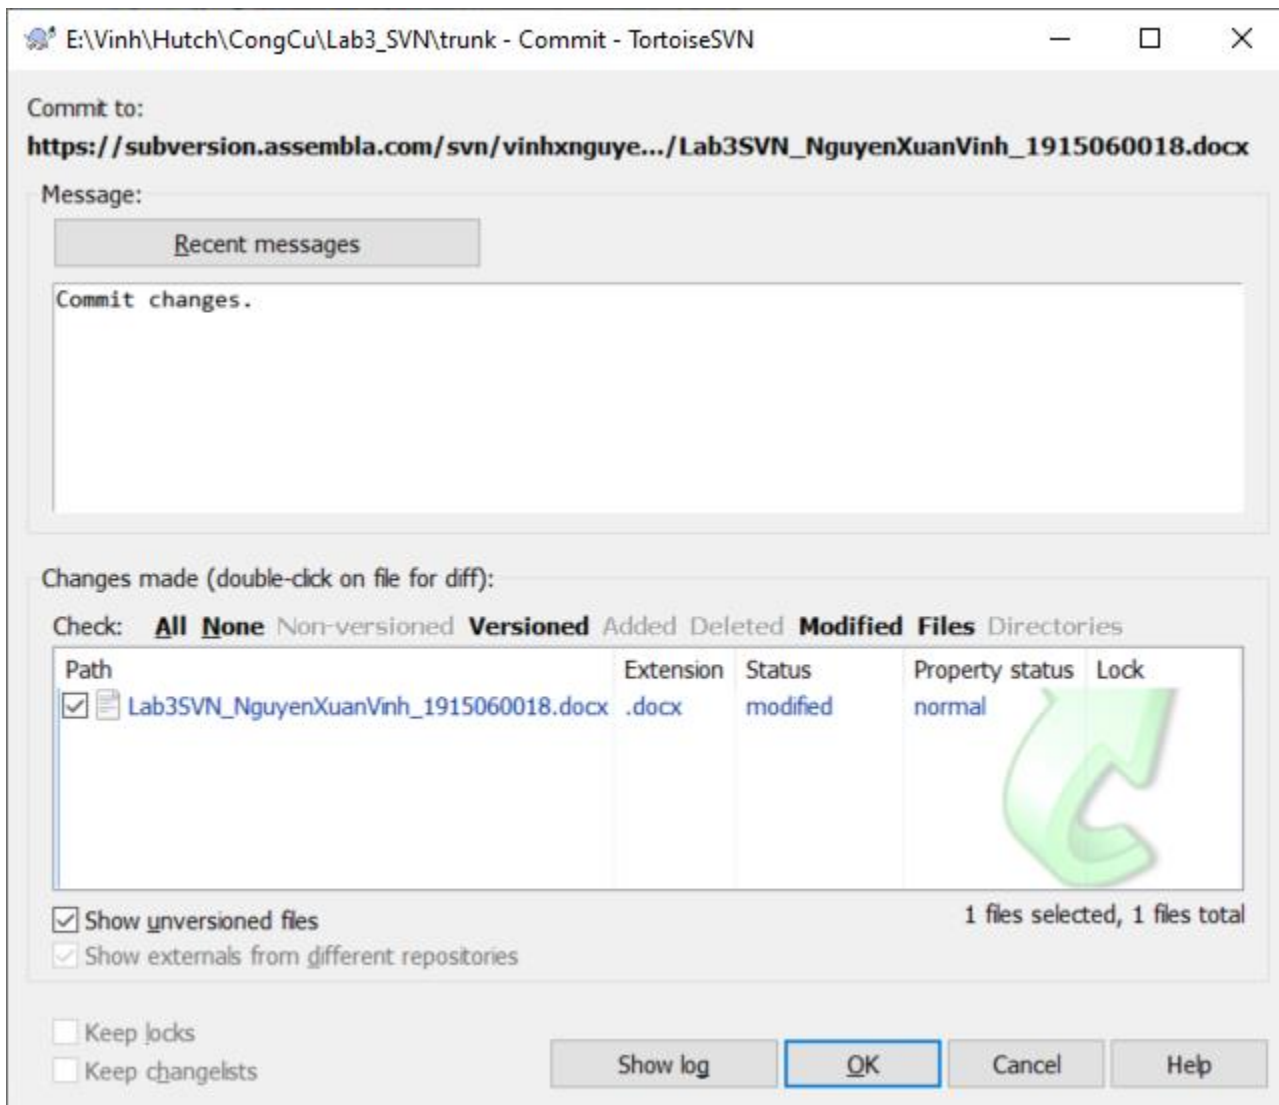 E:\Vinh\Hutch\CongCu\Lab3_SVN\trunk - Commit - TortoiseSVN
Commit to:
https://subversion.assembla.com/svn/vinhxnguye.../Lab3SVN_NguyenXuanVinh_1915060018.docx
Message:
Recent messages
Commit changes.
Changes made (double-click on file for diff):
Check: All None Non-versioned Versioned Added Deleted Modified Files Directories
Path Extension Status Property status Lock
Lab3SVN_NguyenXuanVinh_1915060018.docx .docx modified normal
Show unversioned files 1 files selected, 1 files total
Show externals from different repositories
Keep locks
Keep changelists
Show log OK Cancel Help